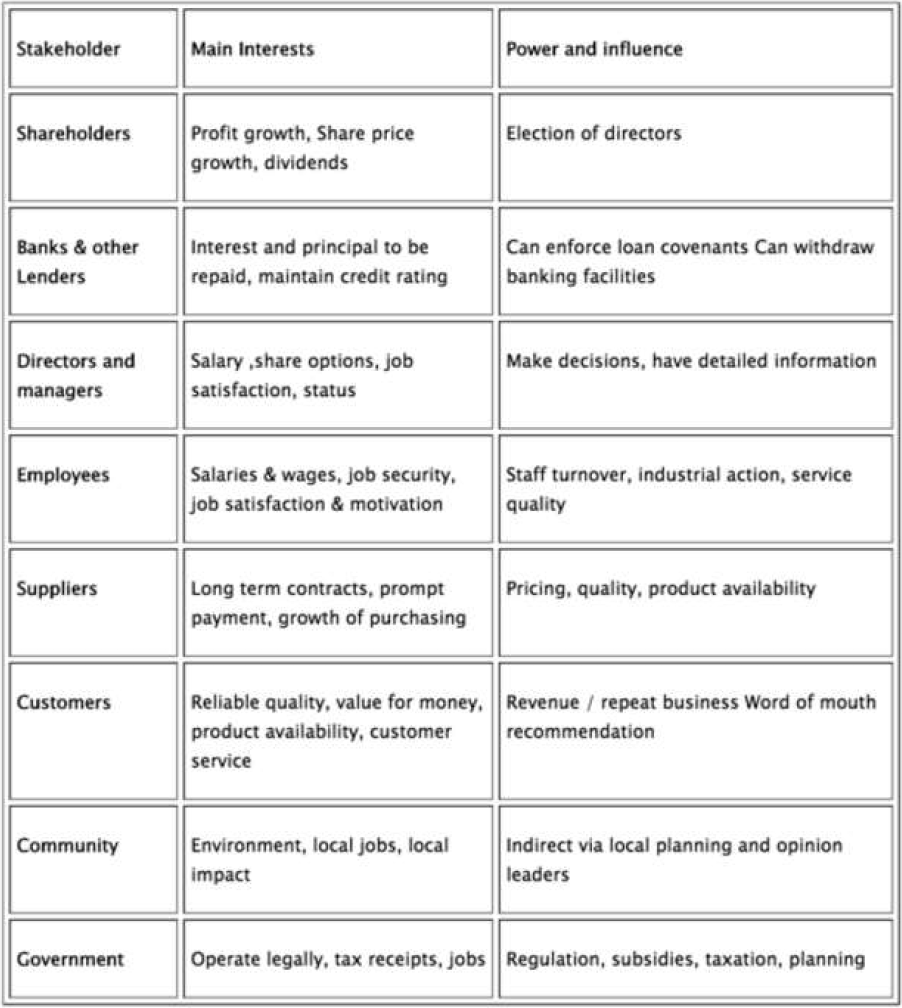 Stakeholder
Main Interests
Power and influence
Shareholders
Profit growth, Share price
growth, dividends
Election of directors
Banks & other
Lenders
Interest and principal to be
repaid, maintain credit rating
Can enforce loan covenants Can withdraw
banking facilities
Directors and
managers
Salary ,share options, job
satisfaction, status
Make decisions, have detailed information
Employees
Salaries & wages, job security,
job satisfaction & motivation
Staff turnover, industrial action, service
quality
Suppliers
Long term contracts, prompt
payment, growth of purchasing
Pricing, quality, product availability
Customers
Reliable quality, value for money,
product availability, customer
service
Revenue / repeat business Word of mouth
recommendation
Community
Environment, local jobs, local
impact
Indirect via local planning and opinion
leaders
Government
Operate legally, tax receipts, jobs
Regulation, subsidies, taxation, planning